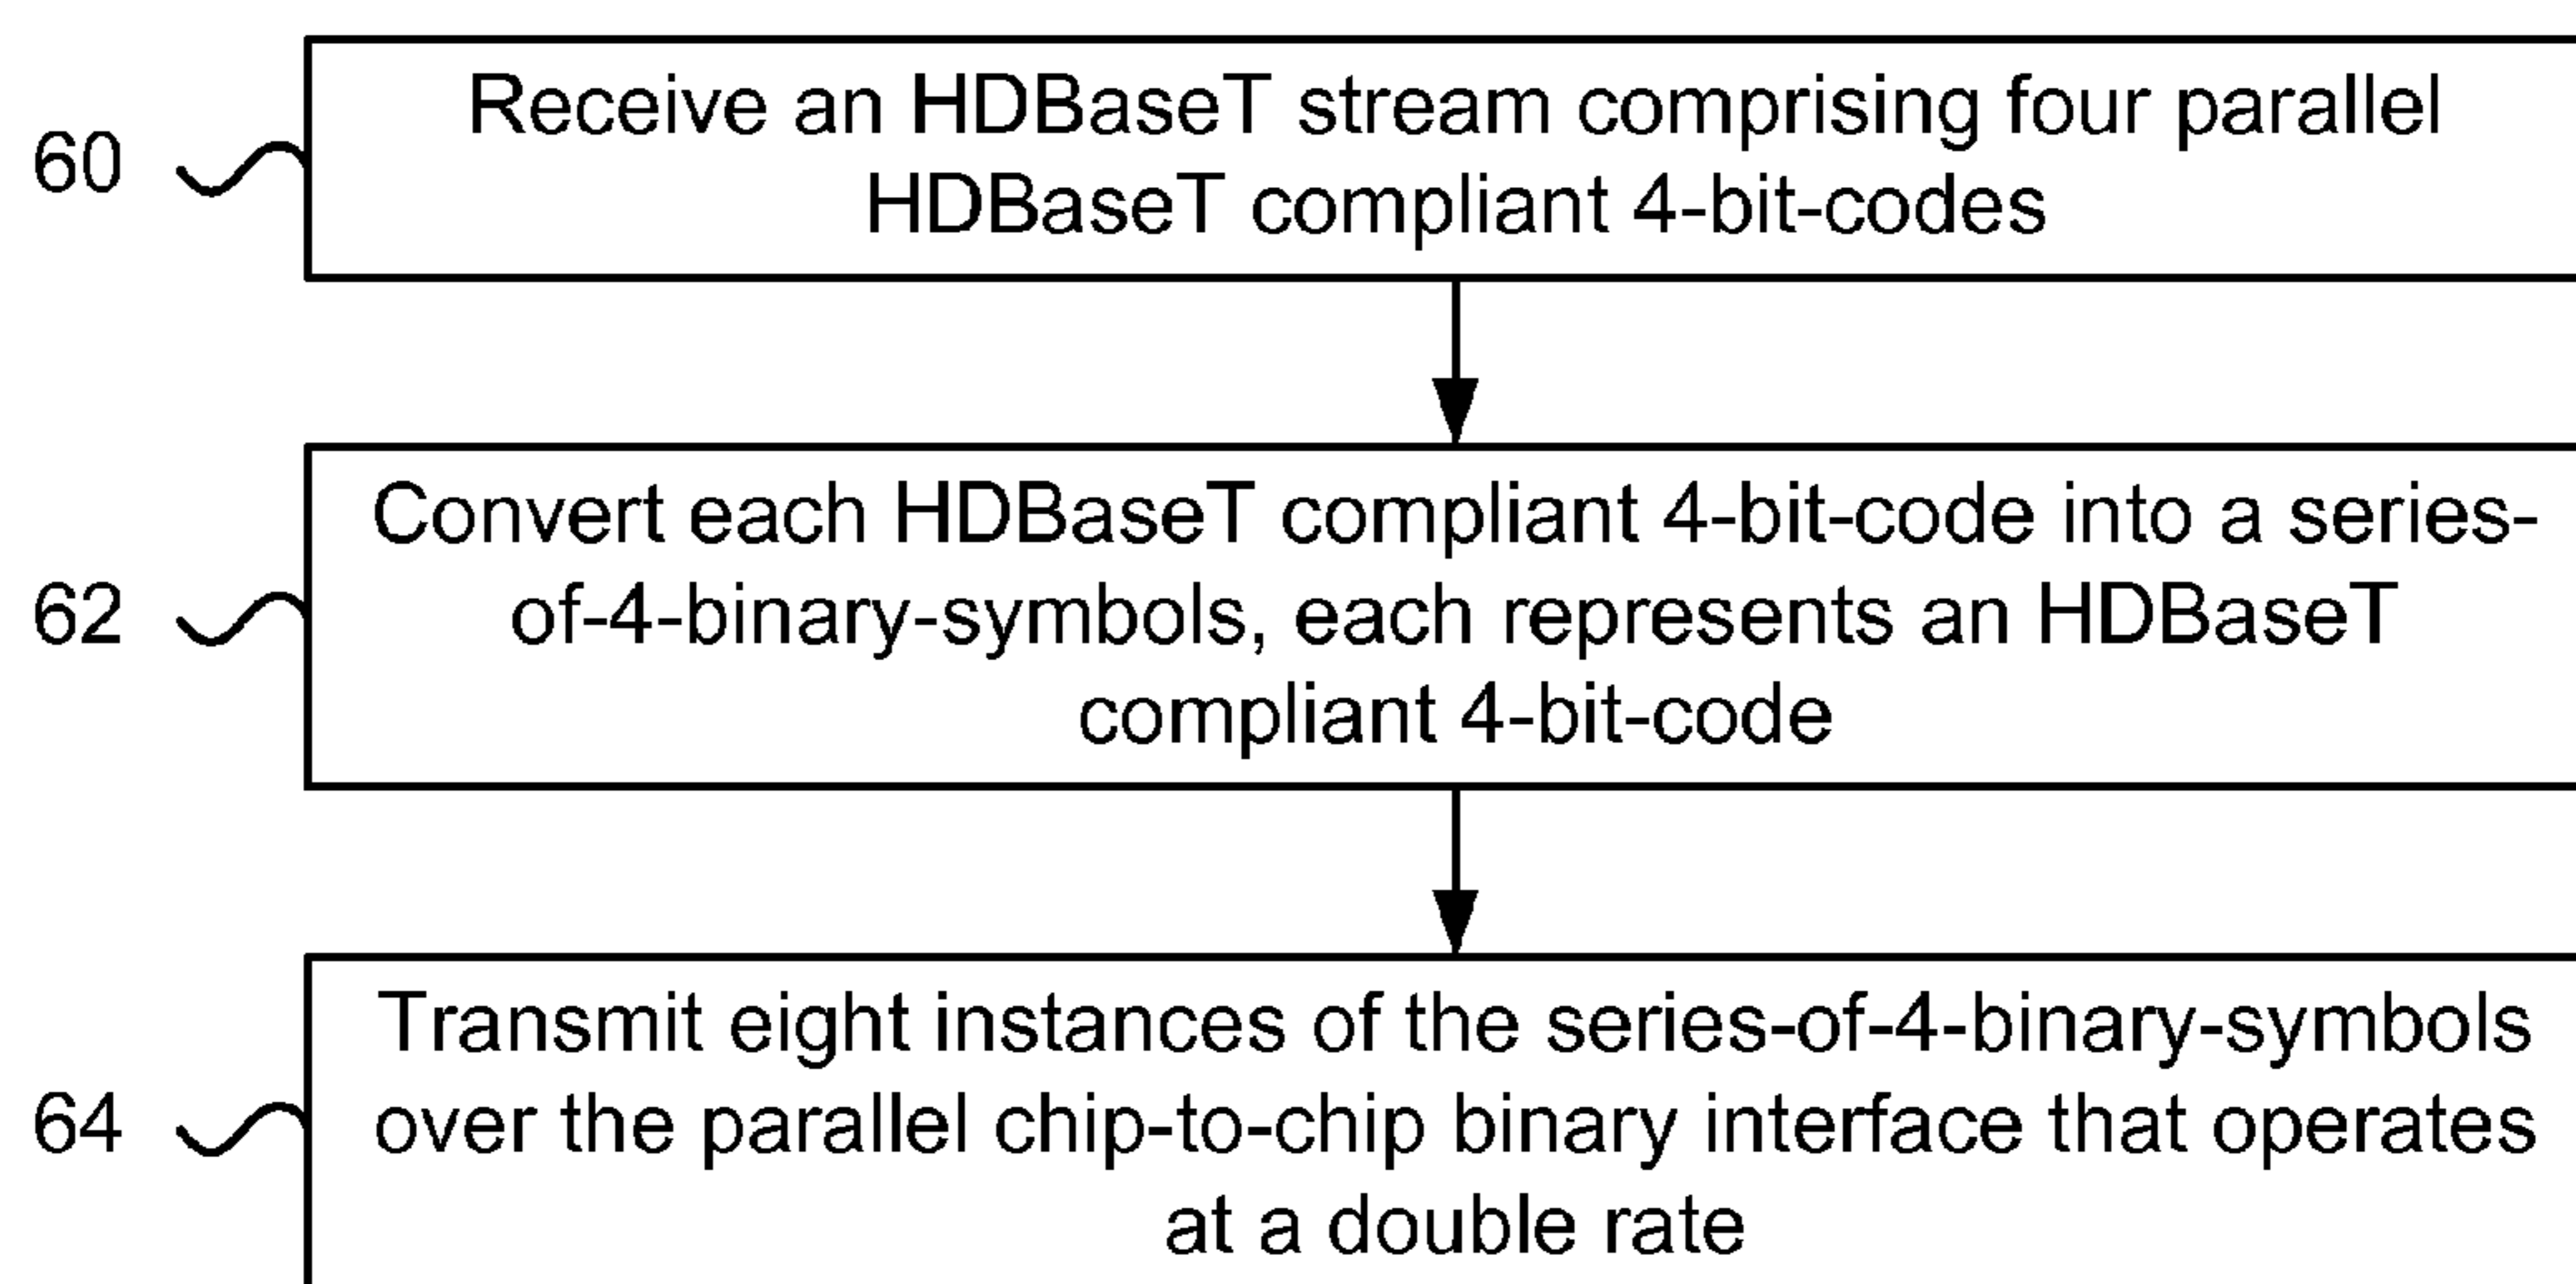 60
Receive an HDBaseT stream comprising four parallel
HDBaseT compliant 4-bit-codes
62
Convert each HDBaseT compliant 4-bit-code into a series-
of-4-binary-symbols, each represents an HDBaseT
compliant 4-bit-code
64
Transmit eight instances of the series-of-4-binary-symbols
over the parallel chip-to-chip binary interface that operates
at a double rate